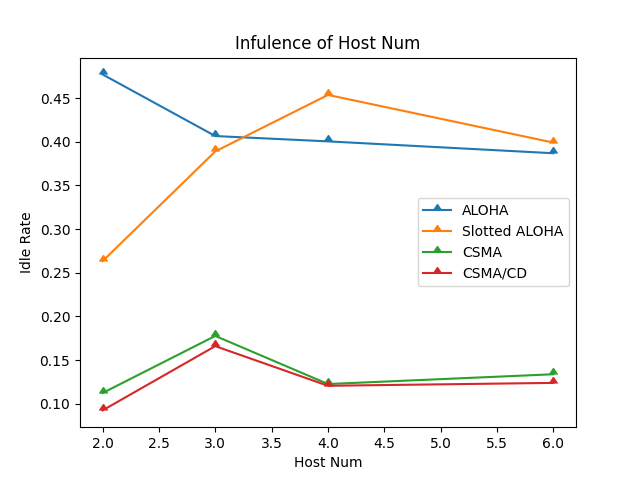 Infulence of Host Num
Idle Rate
0.45
0.40
0.35
0.30
0.25
0.20
0.15
0.10
ALOHA
Slotted ALOHA
CSMA
CSMA/CD
2.0 2.5 3.0 3.5 4.0 4.5 5.0 5.5 6.0
Host Num